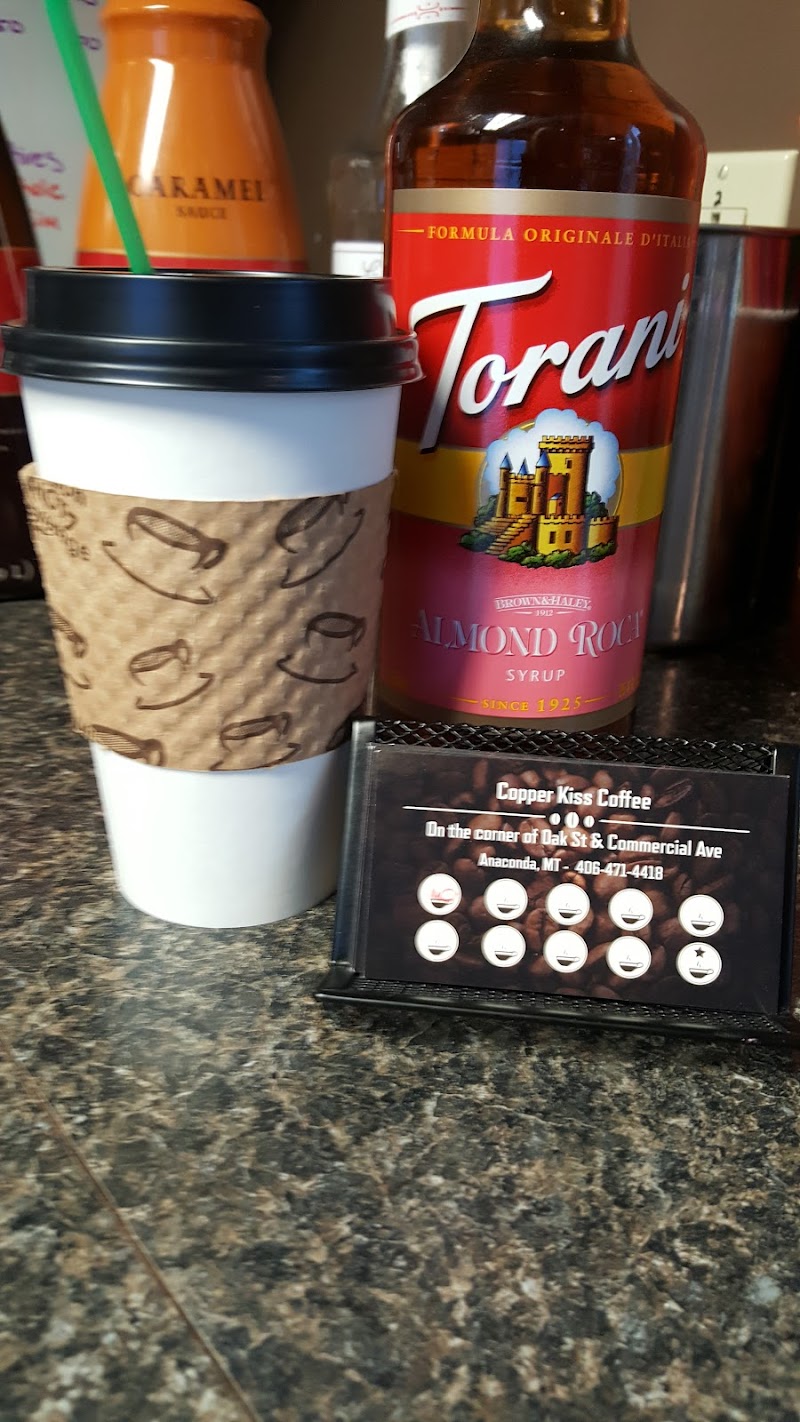 CARAMEL
SAUCE
FORMULA ORIGINALE D'ITALIA
Torani
BROWN & HALEY
1912
ALMOND ROCA
SYRUP
SINCE 1925
Copper Kiss Coffee
On the corner of Oak St & Commercial Ave
Anaconda, MT - 406-471-4418